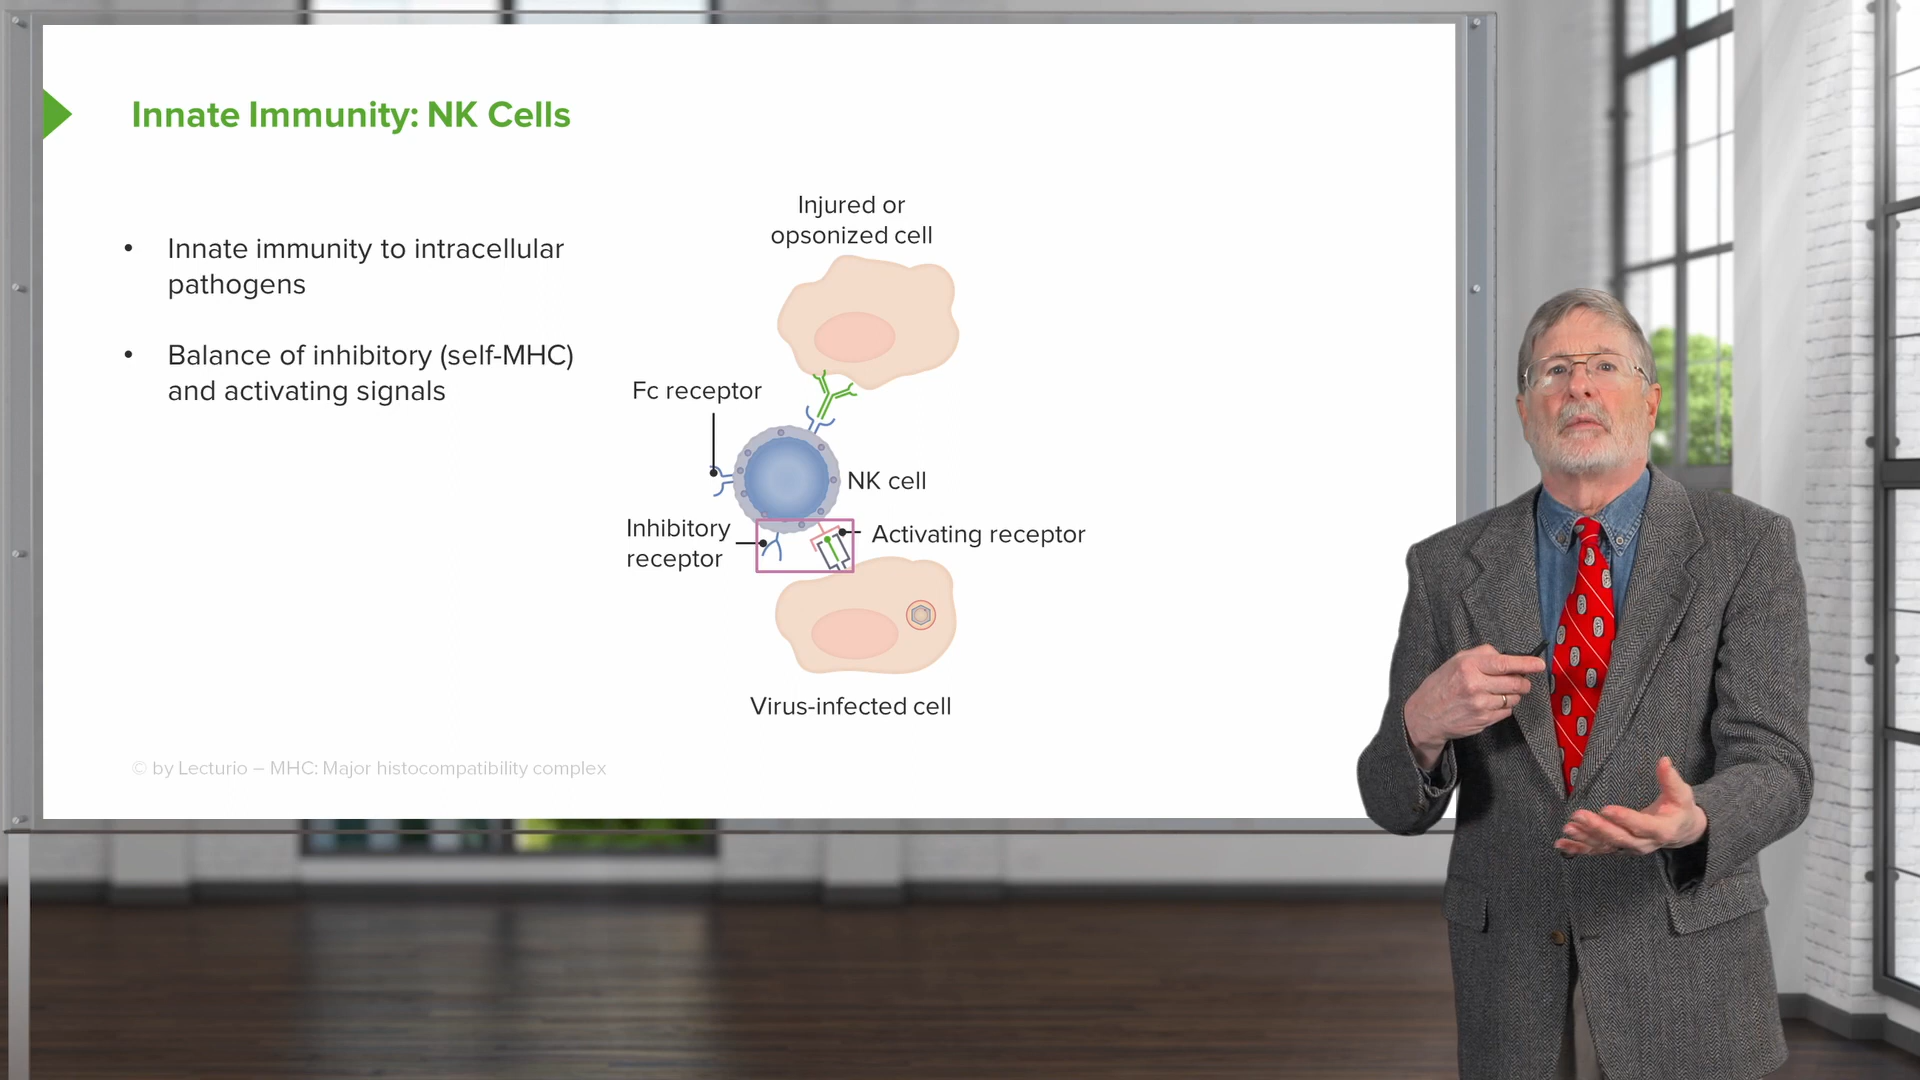 Innate Immunity: NK Cells
• Innate immunity to intracellular
pathogens
• Balance of inhibitory (self-MHC)
and activating signals
Injured or
opsonized cell
Fc receptor
NK cell
Inhibitory
receptor
Activating receptor
Virus-infected cell
© by Lecturio – MHC: Major histocompatibility complex